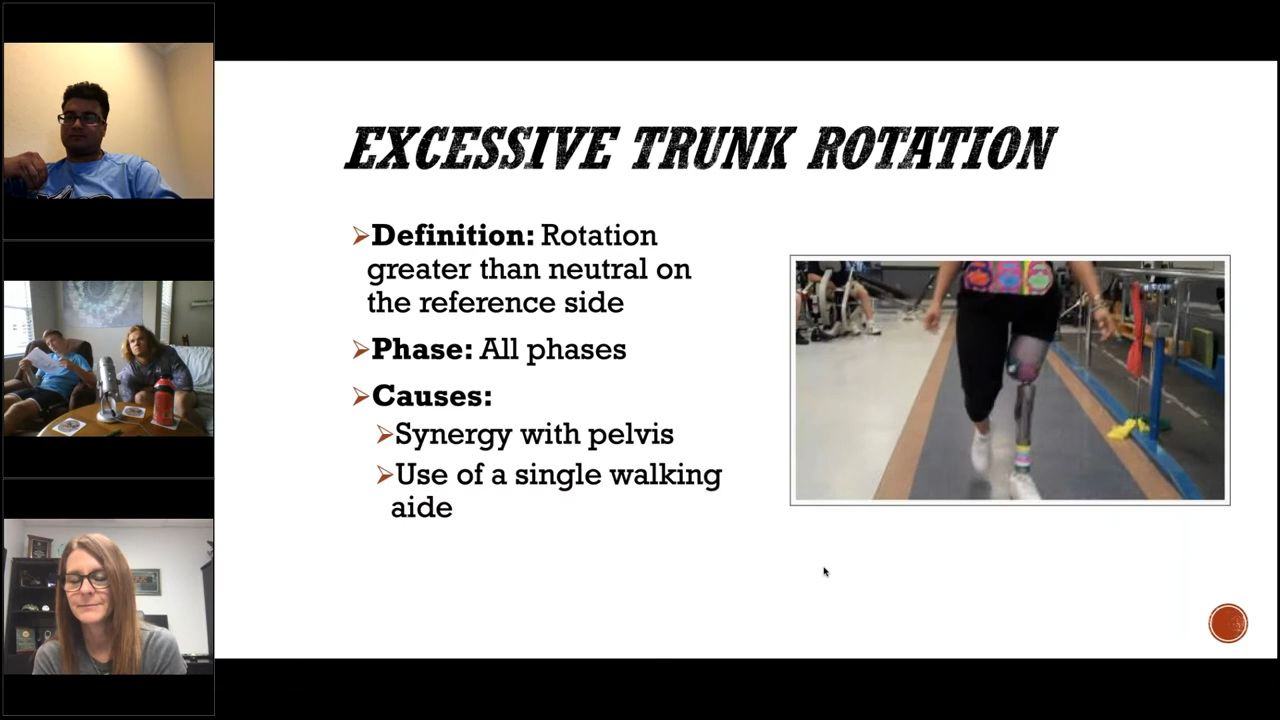 EXCESSIVE TRUNK ROTATION
Definition: Rotation
greater than neutral on
the reference side
Phase: All phases
Causes:
Synergy with pelvis
Use of a single walking
aide